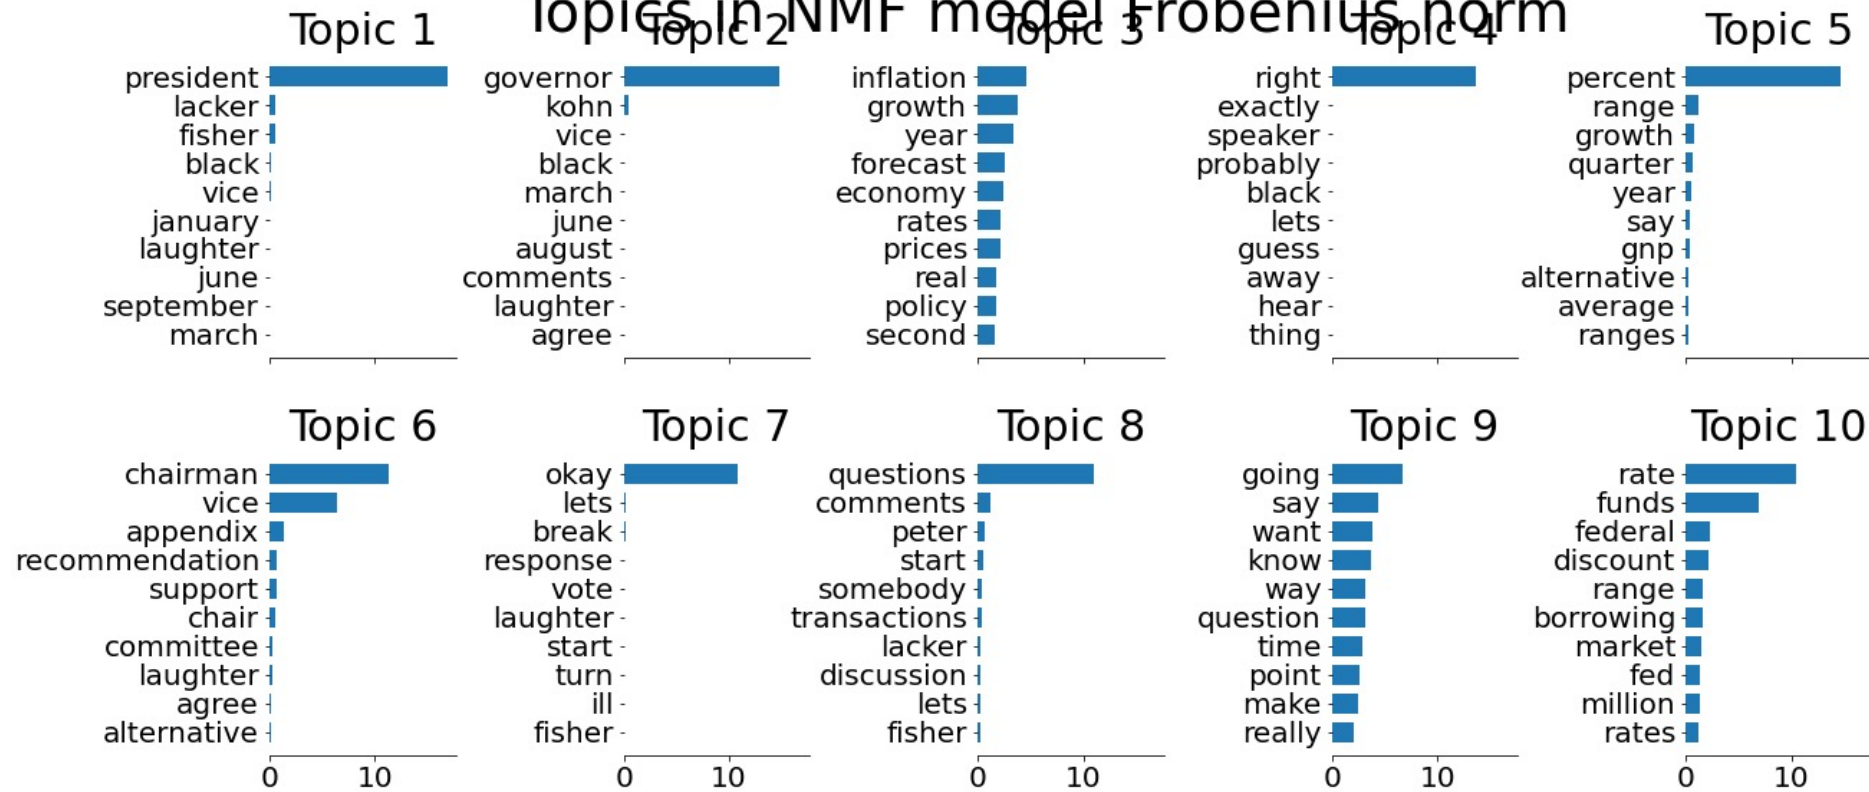 Topics in NMF model Frobenius norm
Topic 1
president
lacker
fisher
black
vice
january
laughter
june
september
march
Topic 2
governor
kohn
vice
black
march
june
august
comments
laughter
agree
Topic 3
inflation
growth
year
forecast
economy
rates
prices
real
policy
second
Topic 4
right
exactly
speaker
probably
black
lets
guess
away
hear
thing
Topic 5
percent
range
growth
quarter
year
say
gnp
alternative
average
ranges
Topic 6
chairman
vice
appendix
recommendation
support
chair
committee
laughter
agree
alternative
0 10
Topic 7
okay
lets
break
response
vote
laughter
start
turn
ill
fisher
0 10
Topic 8
questions
comments
peter
start
somebody
transactions
lacker
discussion
lets
fisher
0 10
Topic 9
going
say
want
know
way
question
time
point
make
really
0 10
Topic 10
rate
funds
federal
discount
range
borrowing
market
fed
million
rates
0 10